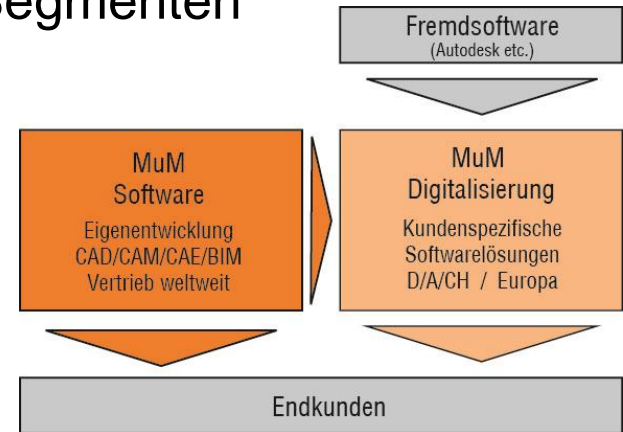 Segmenten
Fremdsoftware
(Autodesk etc.)
MuM
Software
Eigenentwicklung
CAD/CAM/CAE/BIM
Vertrieb weltweit
MuM
Digitalisierung
Kundenspezifische
Softwarelösungen
D/A/CH / Europa
Endkunden